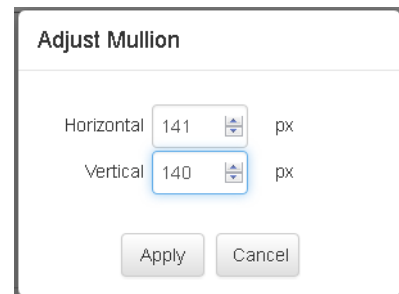 Adjust Mullion
Horizontal 141 px
Vertical 140 px
Apply Cancel